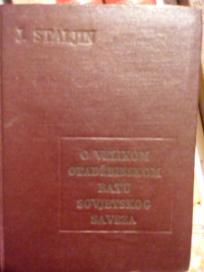 J. STALJIN
O VELIKOM
OTADŽBINSKOM
RATU
SOVJETSKOG
SAVEZA